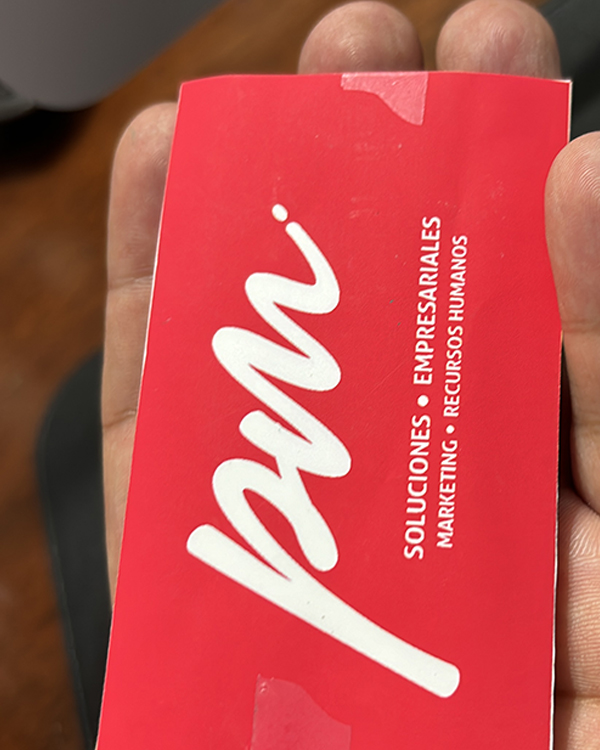 pm.
SOLUCIONES • EMPRESARIALES
MARKETING • RECURSOS HUMANOS